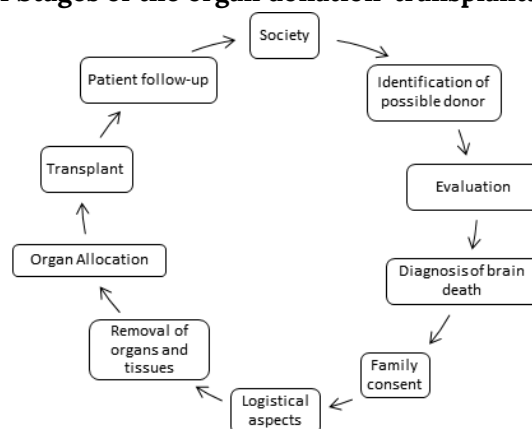 Stages of the organ donation-transplant
Society
Identification of
possible donor
Evaluation
Diagnosis of brain
death
Family
consent
Logistical
aspects
Removal of
organs and
tissues
Organ Allocation
Transplant
Patient follow-up